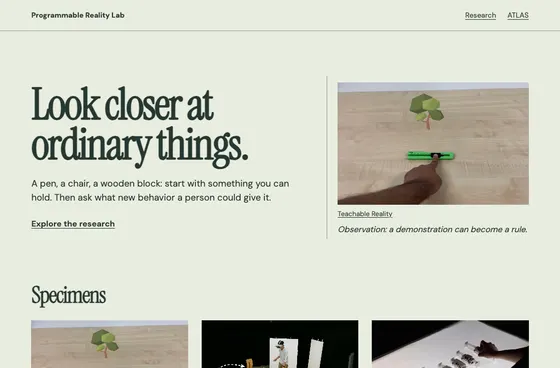 Programmable Reality Lab
Research ATLAS
Look closer at
ordinary things.
A pen, a chair, a wooden block: start with something you can
hold. Then ask what new behavior a person could give it.
Explore the research
Teachable Reality
Observation: a demonstration can become a rule.
Specimens